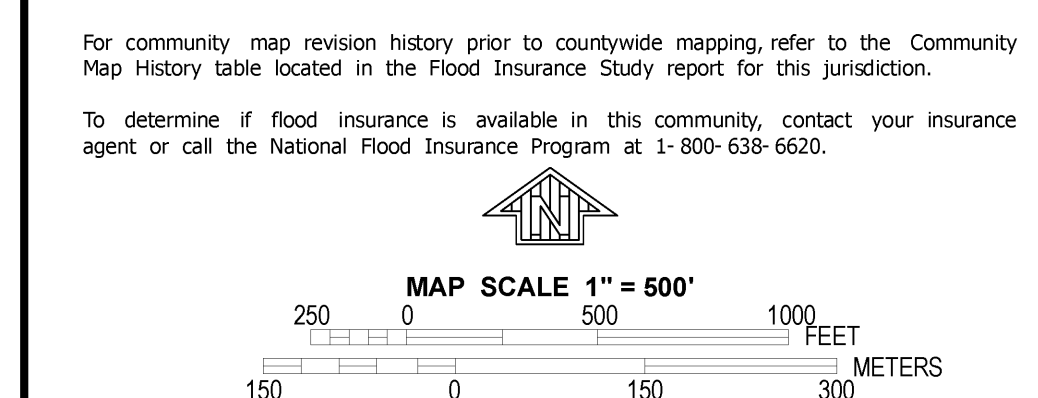 For community map revision history prior to countywide mapping, refer to the Community
Map History table located in the Flood Insurance Study report for this jurisdiction.
To determine if flood insurance is available in this community, contact your insurance
agent or call the National Flood Insurance Program at 1- 800- 638- 6620.
N
MAP SCALE 1" = 500'
250 0 500 1000
FEET
METERS
150 0 150 300